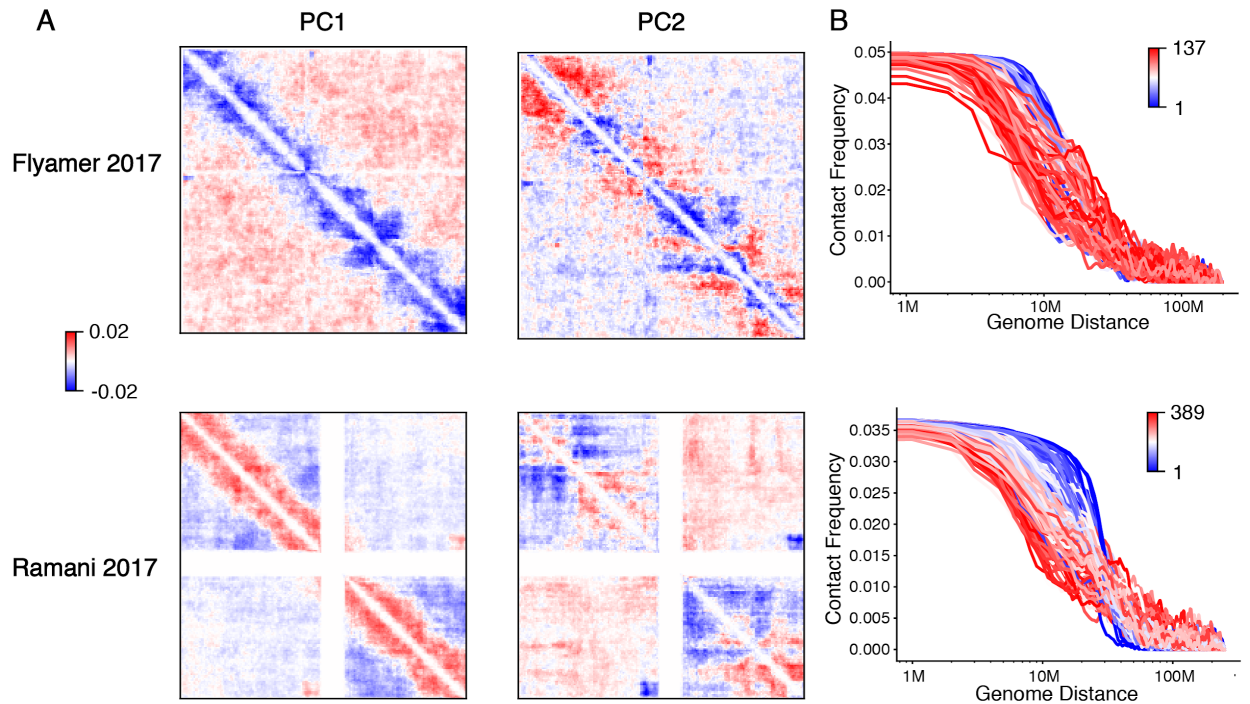 A
PC1
PC2
B
Flyamer 2017
0.02
-0.02
Ramani 2017
0.05
0.04
0.03
0.02
0.01
0.00
Contact Frequency
137
1
1M
10M
100M
Genome Distance
0.035
0.030
0.025
0.020
0.015
0.010
0.005
0.000
Contact Frequency
389
1
1M
10M
100M
Genome Distance